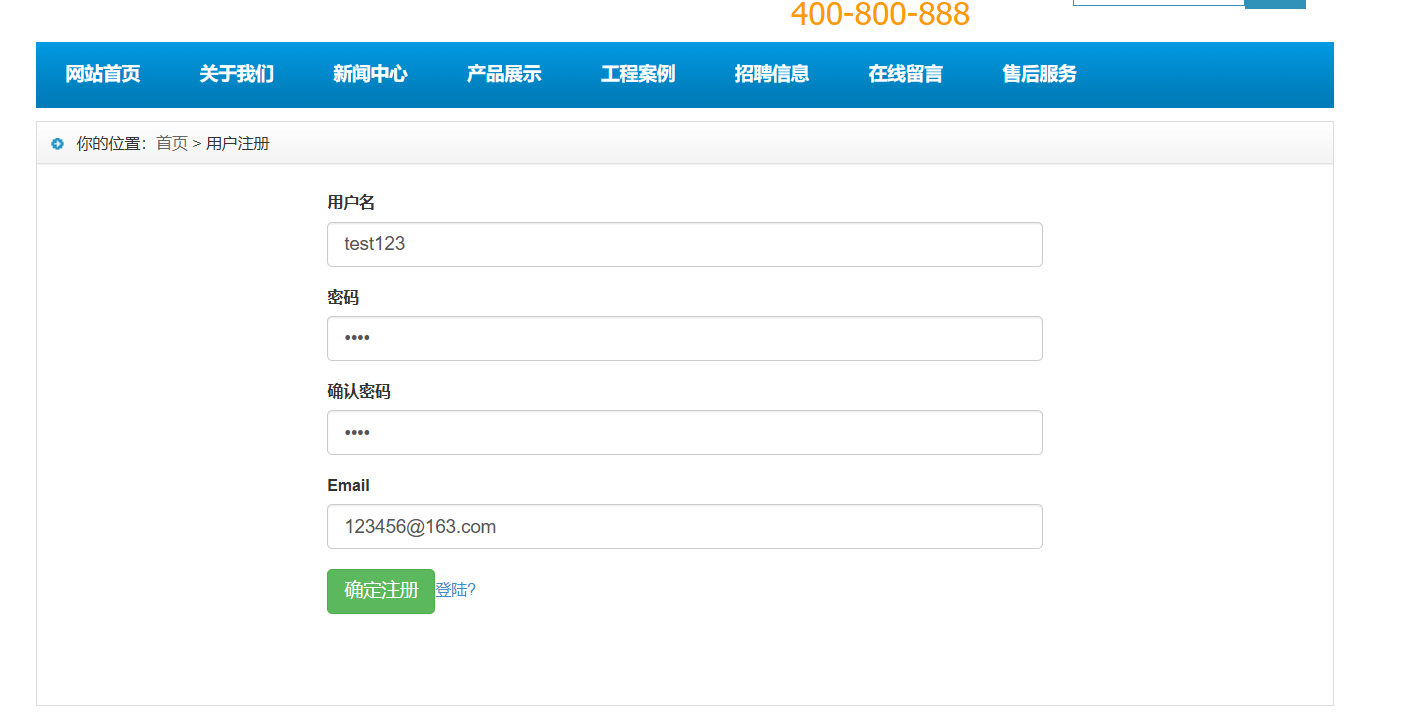 400-800-888
网站首页 关于我们 新闻中心 产品展示 工程案例 招聘信息 在线留言 售后服务
你的位置：首页 > 用户注册
用户名
test123
密码
••••
确认密码
••••
Email
123456@163.com
确定注册登陆?